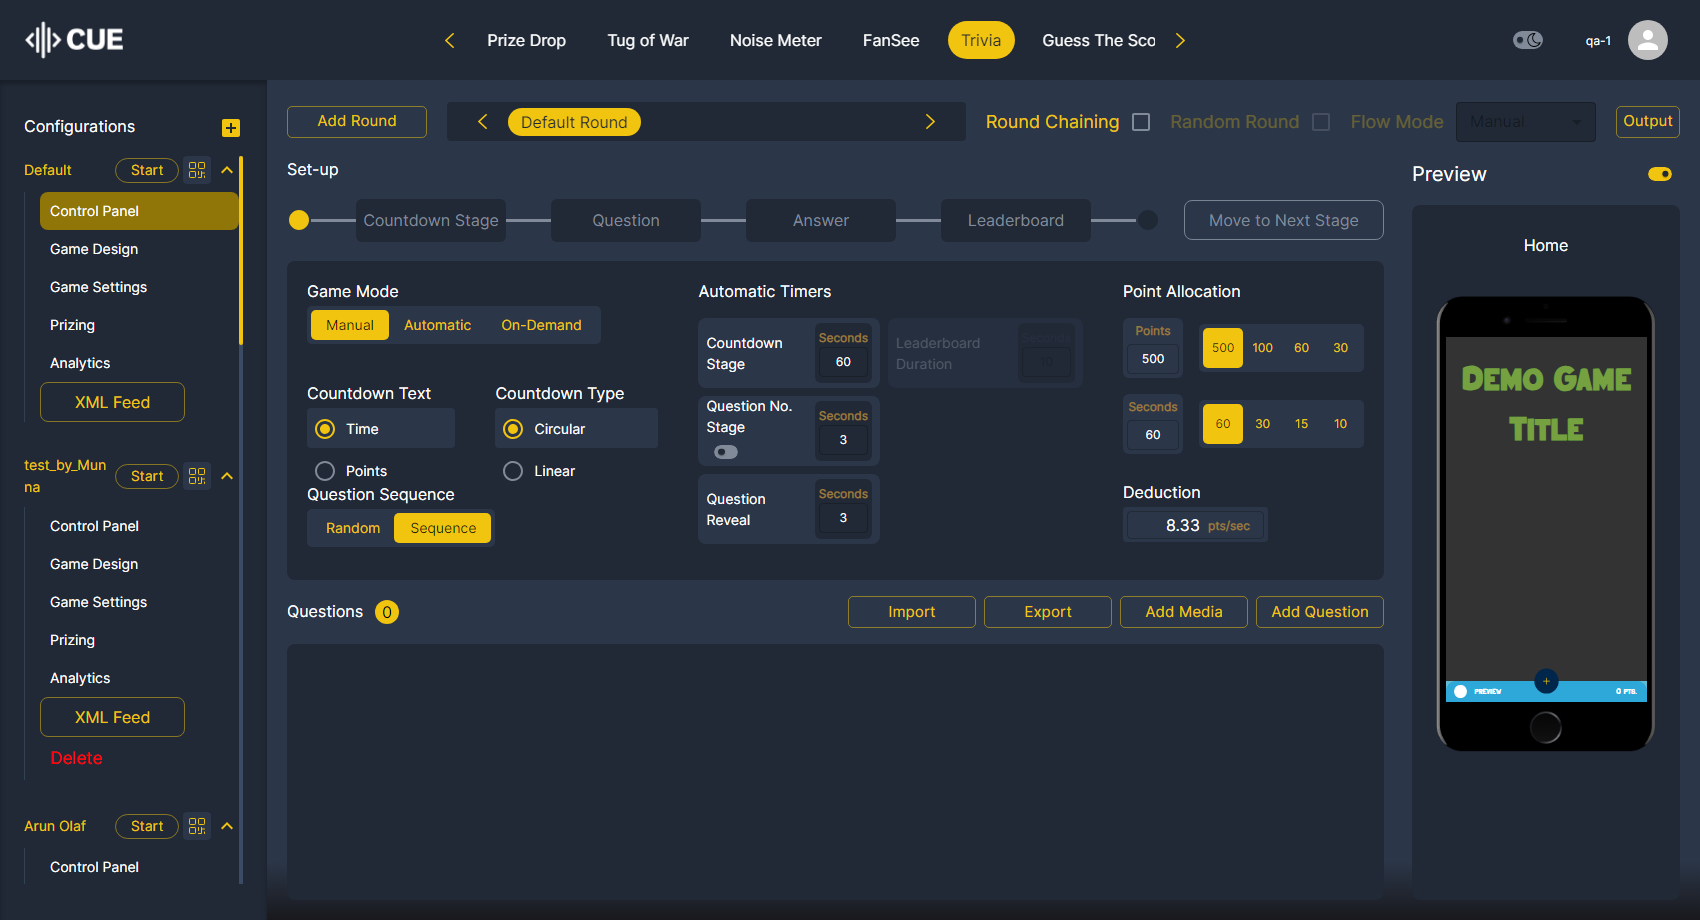 CUE
Prize Drop
Tug of War
Noise Meter
FanSee
Trivia
Guess The Sco
qa-1
Configurations
Default
Start
Control Panel
Game Design
Game Settings
Prizing
Analytics
XML Feed
test_by_Mun
na
Start
Control Panel
Game Design
Game Settings
Prizing
Analytics
XML Feed
Delete
Arun Olaf
Start
Control Panel
Add Round
Default Round
Round Chaining
Random Round
Flow Mode
Manual
Output
Set-up
Countdown Stage
Question
Answer
Leaderboard
Move to Next Stage
Game Mode
Manual
Automatic
On-Demand
Countdown Text
Time
Points
Countdown Type
Circular
Linear
Question Sequence
Random
Sequence
Automatic Timers
Countdown
Stage
Seconds
60
Leaderboard
Duration
Seconds
10
Question No.
Stage
Seconds
3
Question
Reveal
Seconds
3
Point Allocation
Points
500
500
100
60
30
Seconds
60
60
30
15
10
Deduction
8.33 pts/sec
Questions 0
Import
Export
Add Media
Add Question
Preview
Home
Demo Game
Title
PREVIEW
0 PTS.